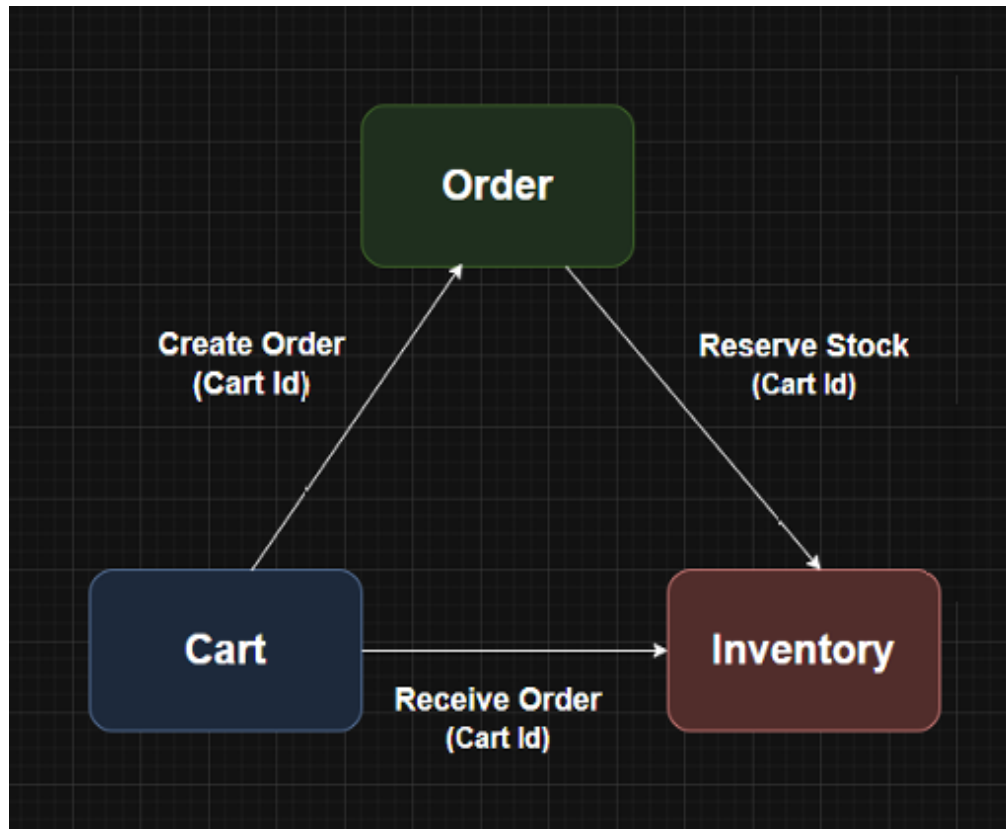 Order
Create Order
(Cart Id)
Reserve Stock
(Cart Id)
Cart
Inventory
Receive Order
(Cart Id)